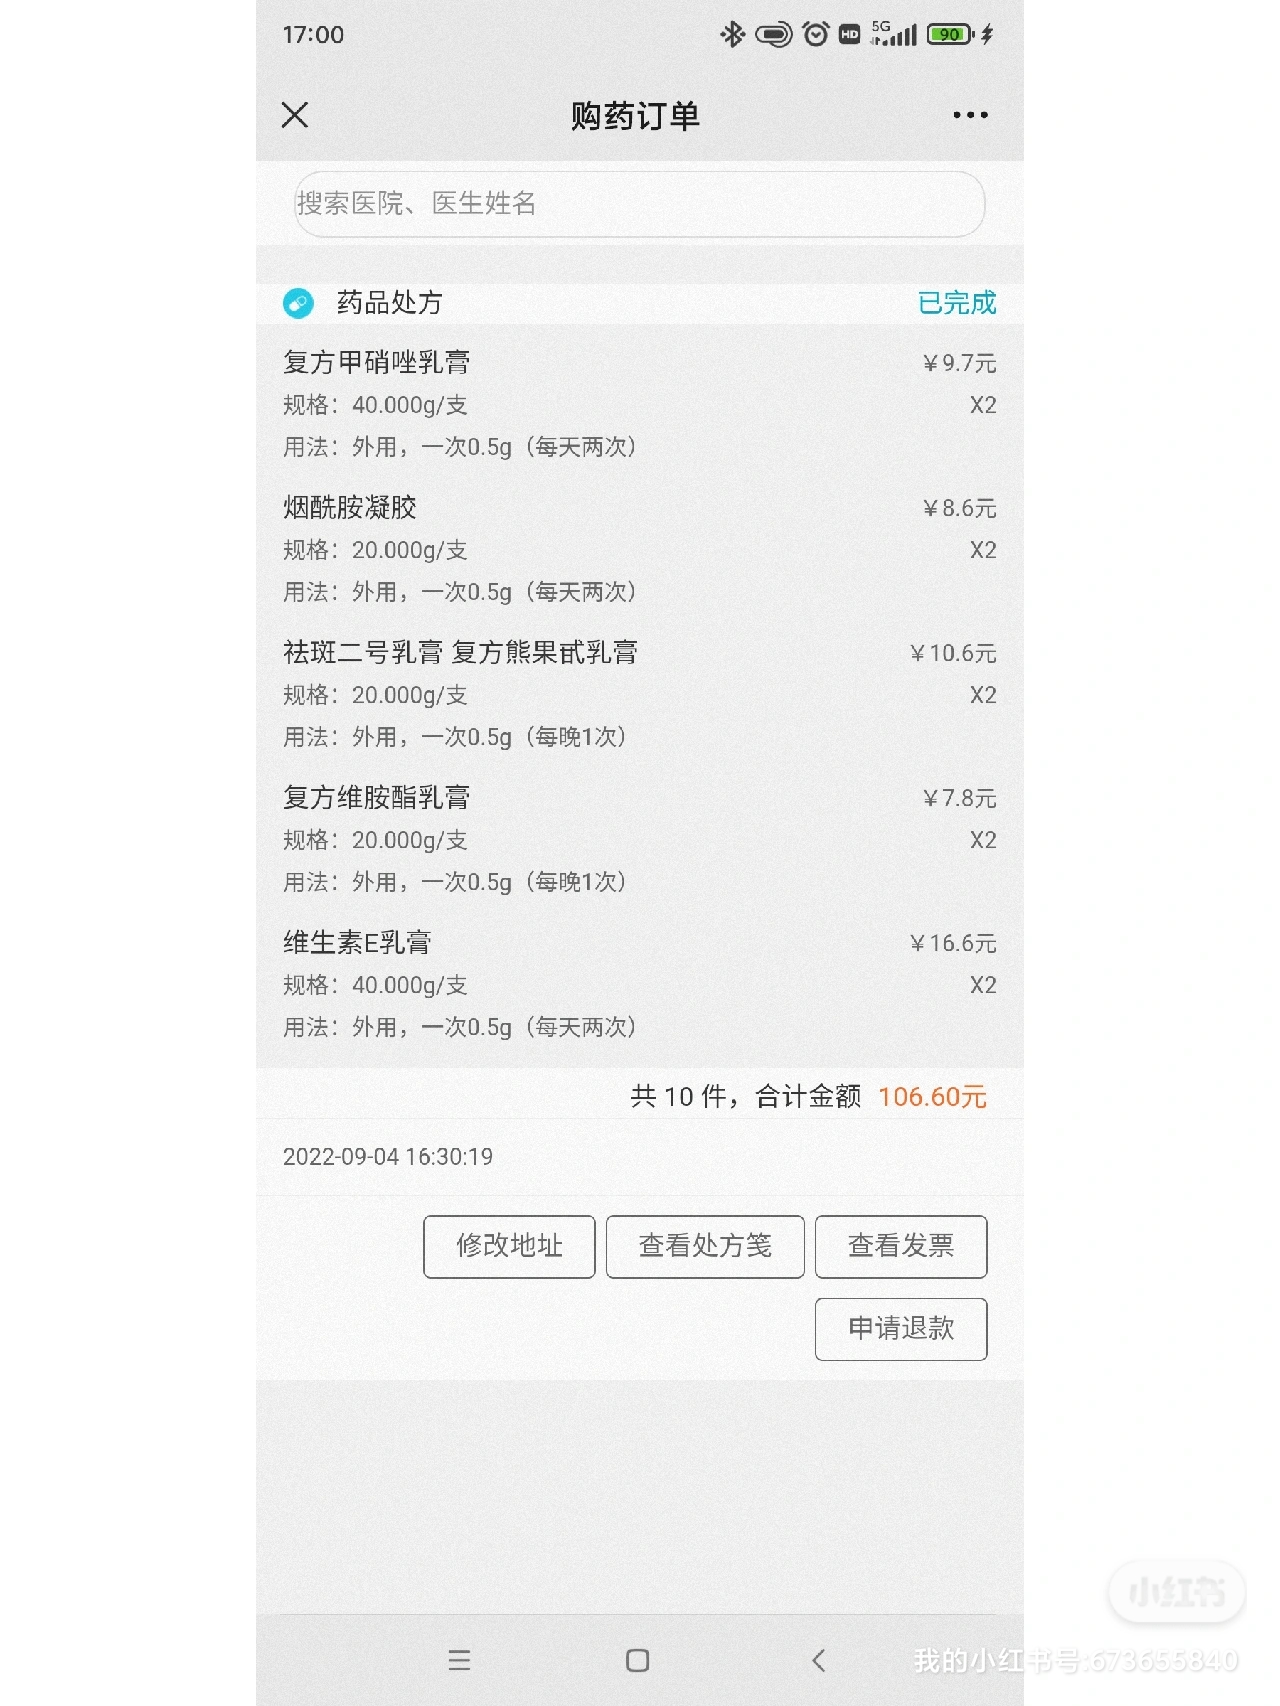 17:00
HD 5G 90
购药订单
搜索医院、医生姓名
药品处方 已完成
复方甲硝唑乳膏 ￥9.7元
规格：40.000g/支 X2
用法：外用，一次0.5g（每天两次）
烟酰胺凝胶 ￥8.6元
规格：20.000g/支 X2
用法：外用，一次0.5g（每天两次）
祛斑二号乳膏 复方熊果甙乳膏 ￥10.6元
规格：20.000g/支 X2
用法：外用，一次0.5g（每晚1次）
复方维胺酯乳膏 ￥7.8元
规格：20.000g/支 X2
用法：外用，一次0.5g（每晚1次）
维生素E乳膏 ￥16.6元
规格：40.000g/支 X2
用法：外用，一次0.5g（每天两次）
共 10 件，合计金额 106.60元
2022-09-04 16:30:19
修改地址 查看处方笺 查看发票
申请退款
小红书
我的小红书号:673655840